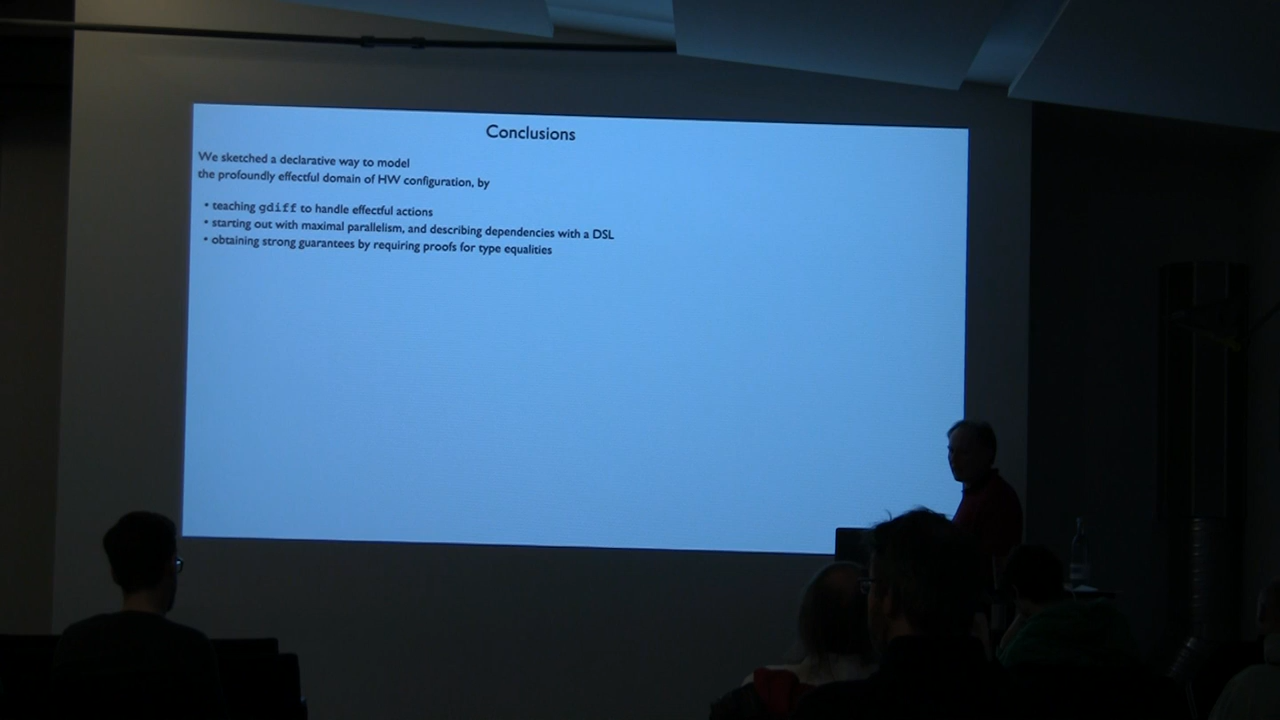 Conclusions
We sketched a declarative way to model
the profoundly effectful domain of HW configuration, by
• teaching gdiff to handle effectful actions
• starting out with maximal parallelism, and describing dependencies with a DSL
• obtaining strong guarantees by requiring proofs for type equalities